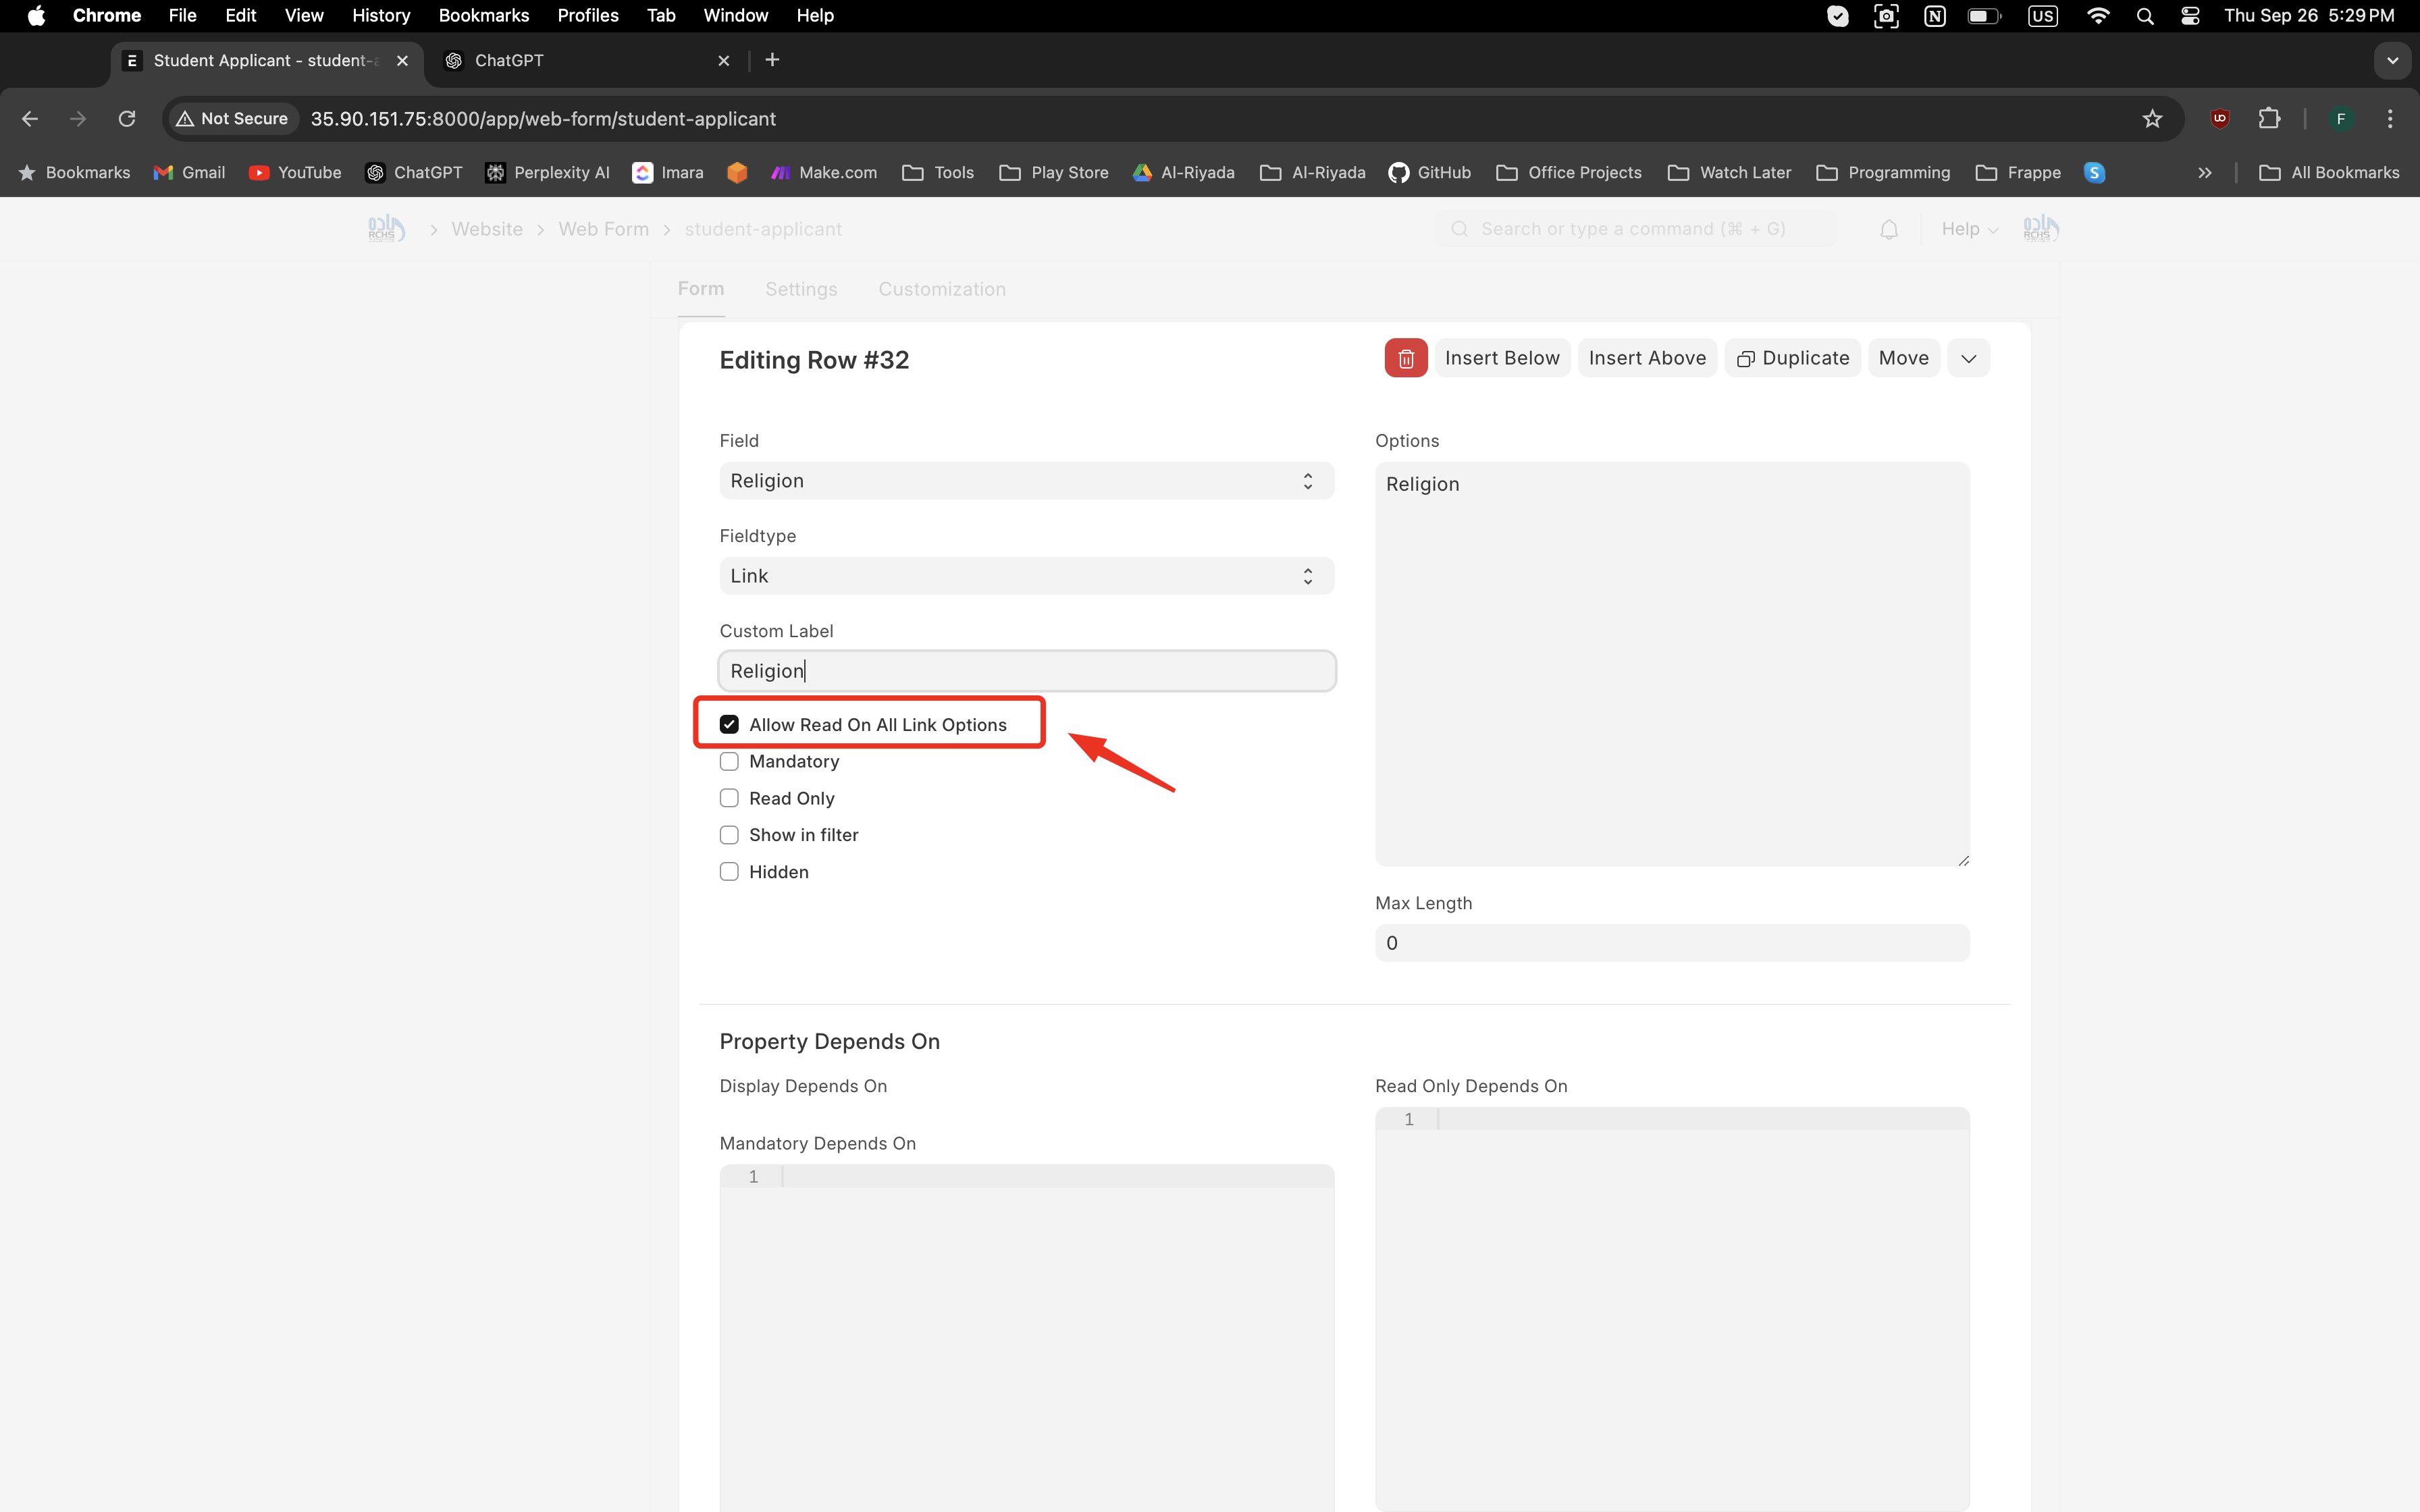 Chrome File Edit View History Bookmarks Profiles Tab Window Help US Thu Sep 26 5:29 PM
E Student Applicant - student-a ChatGPT
Not Secure 35.90.151.75:8000/app/web-form/student-applicant F
Bookmarks Gmail YouTube ChatGPT Perplexity AI Imara Make.com Tools Play Store Al-Riyada Al-Riyada GitHub Office Projects Watch Later Programming Frappe All Bookmarks
RCHS Website Web Form student-applicant Search or type a command (⌘ + G) Help RCHS
Form Settings Customization
Editing Row #32 Insert Below Insert Above Duplicate Move
Field
Religion
Fieldtype
Link
Custom Label
Religion
Allow Read On All Link Options
Mandatory
Read Only
Show in filter
Hidden
Options
Religion
Max Length
0
Property Depends On
Display Depends On
Mandatory Depends On
1
Read Only Depends On
1